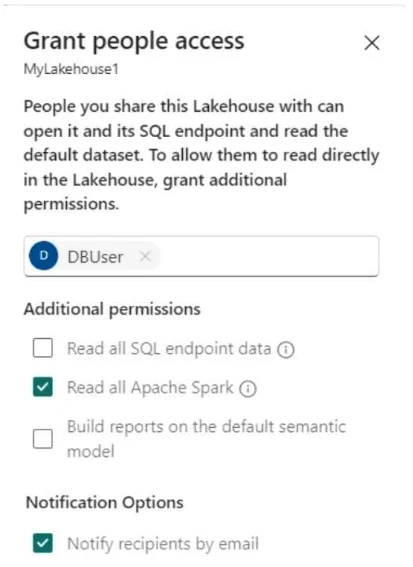 Grant people access
MyLakehouse1
People you share this Lakehouse with can
open it and its SQL endpoint and read the
default dataset. To allow them to read directly
in the Lakehouse, grant additional
permissions.
D DBUser
Additional permissions
Read all SQL endpoint data
Read all Apache Spark
Build reports on the default semantic
model
Notification Options
Notify recipients by email